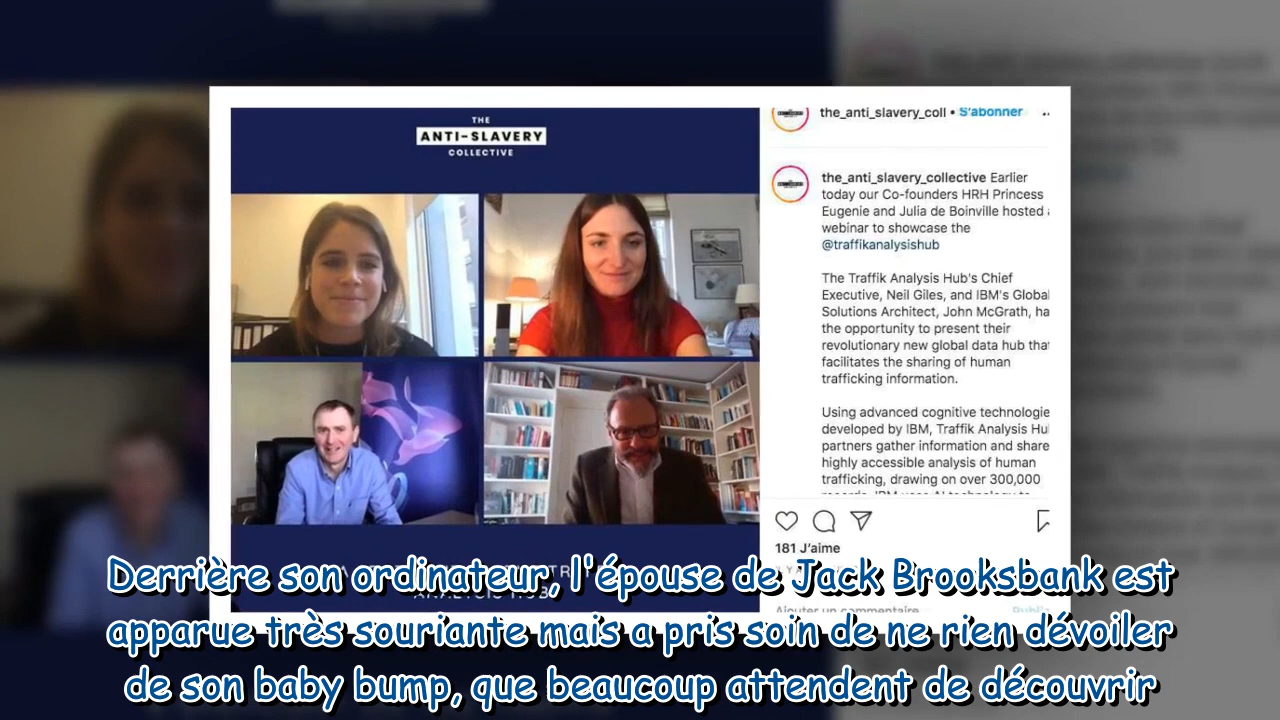 THE
ANTI-SLAVERY
COLLECTIVE
the_anti_slavery_coll • S'abonner
the_anti_slavery_collective Earlier
today our Co-founders HRH Princess
Eugenie and Julia de Boinville hosted
webinar to showcase the
@traffikanalysishub
The Traffik Analysis Hub's Chief
Executive, Neil Giles, and IBM's Global
Solutions Architect, John McGrath, ha
the opportunity to present their
revolutionary new global data hub that
facilitates the sharing of human
trafficking information.
Using advanced cognitive technologie
developed by IBM, Traffik Analysis Hu
partners gather information and share
highly accessible analysis of human
trafficking, drawing on over 300,000
181 J'aime
Ajouter un commentaire
Derrière son ordinateur, l'épouse de Jack Brooksbank est
apparue très souriante mais a pris soin de ne rien dévoiler
de son baby bump, que beaucoup attendent de découvrir